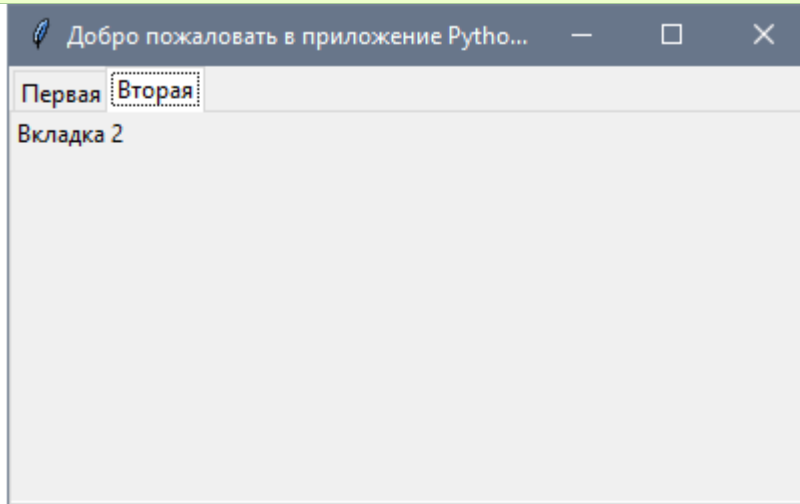 Добро пожаловать в приложение Pytho...
Первая Вторая
Вкладка 2